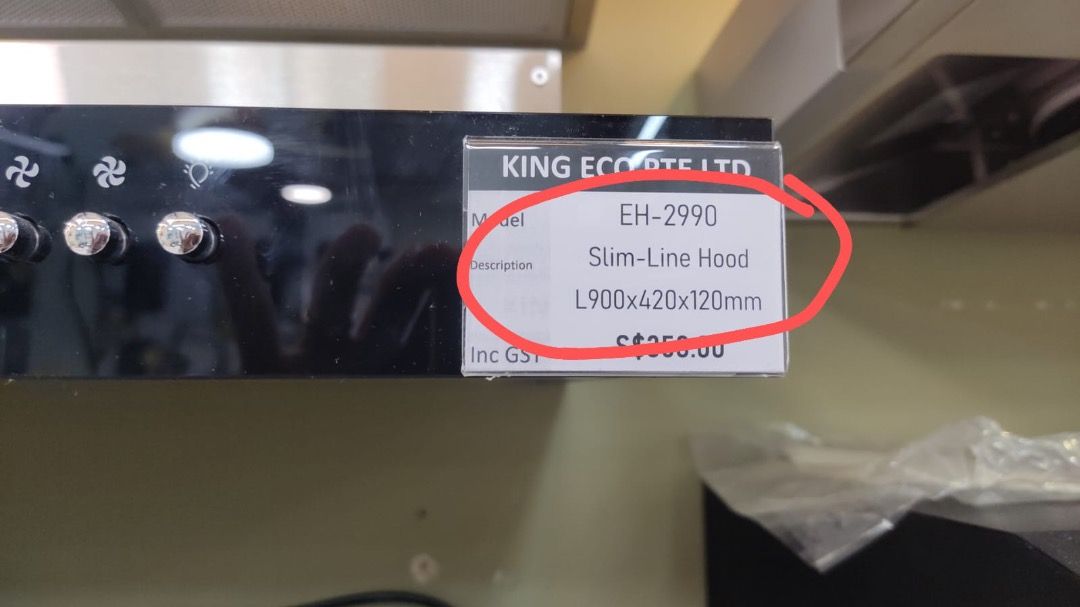 KING ECO PTE LTD
Model EH-2990
Description Slim-Line Hood
L900x420x120mm
Inc GST